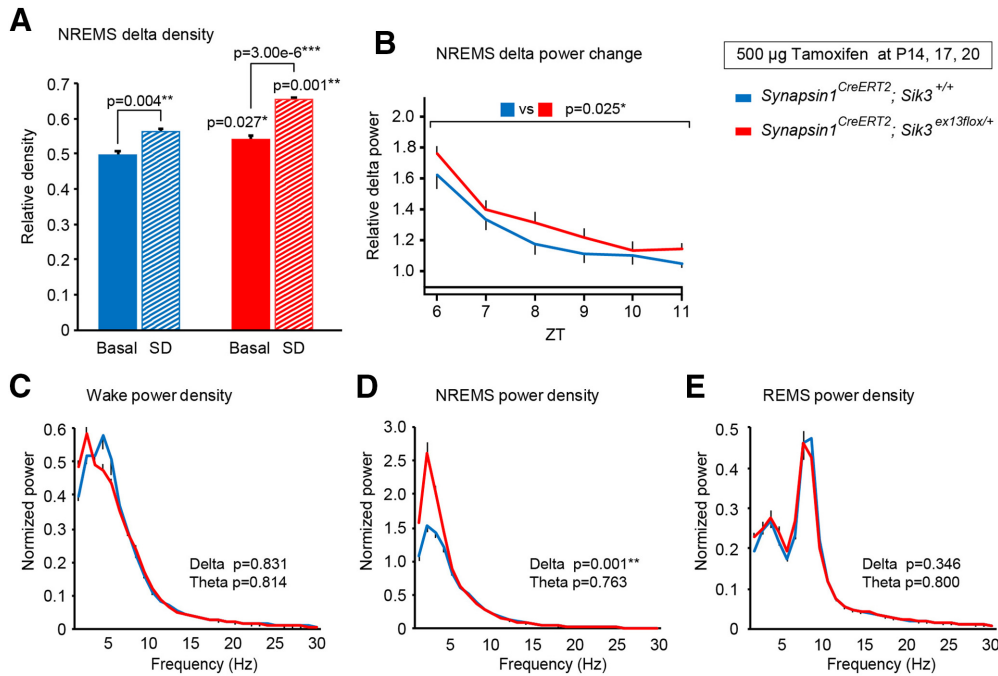 A
NREMS delta density
p=3.00e-6***
p=0.004**
p=0.001**
p=0.027*
Relative density
0.7
0.6
0.5
0.4
0.3
0.2
0.1
0
Basal SD Basal SD
B
NREMS delta power change
vs p=0.025*
Relative delta power
2.0
1.8
1.6
1.4
1.2
1.0
6 7 8 9 10 11
ZT
500 μg Tamoxifen at P14, 17, 20
Synapsin1CreERT2; Sik3+/+
Synapsin1CreERT2; Sik3ex13flox/+
C
Wake power density
Normized power
0.6
0.5
0.4
0.3
0.2
0.1
0
Delta p=0.831
Theta p=0.814
5 10 15 20 25 30
Frequency (Hz)
D
NREMS power density
Normized power
3.0
2.5
2.0
1.5
1.0
0.5
0
Delta p=0.001**
Theta p=0.763
5 10 15 20 25 30
Frequency (Hz)
E
REMS power density
Normized power
0.5
0.4
0.3
0.2
0.1
0
Delta p=0.346
Theta p=0.800
5 10 15 20 25 30
Frequency (Hz)